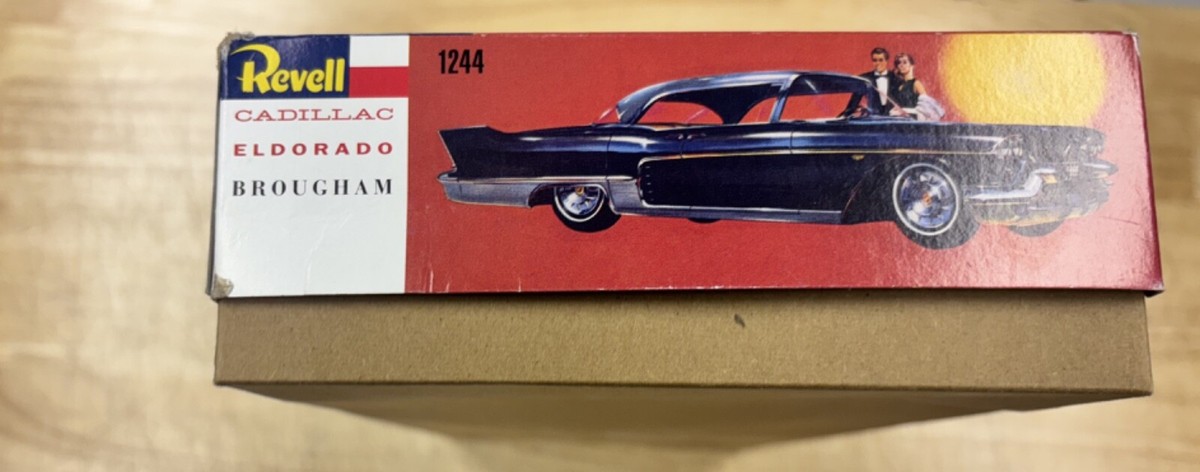 Revell
CADILLAC
ELDORADO
BROUGHAM
1244